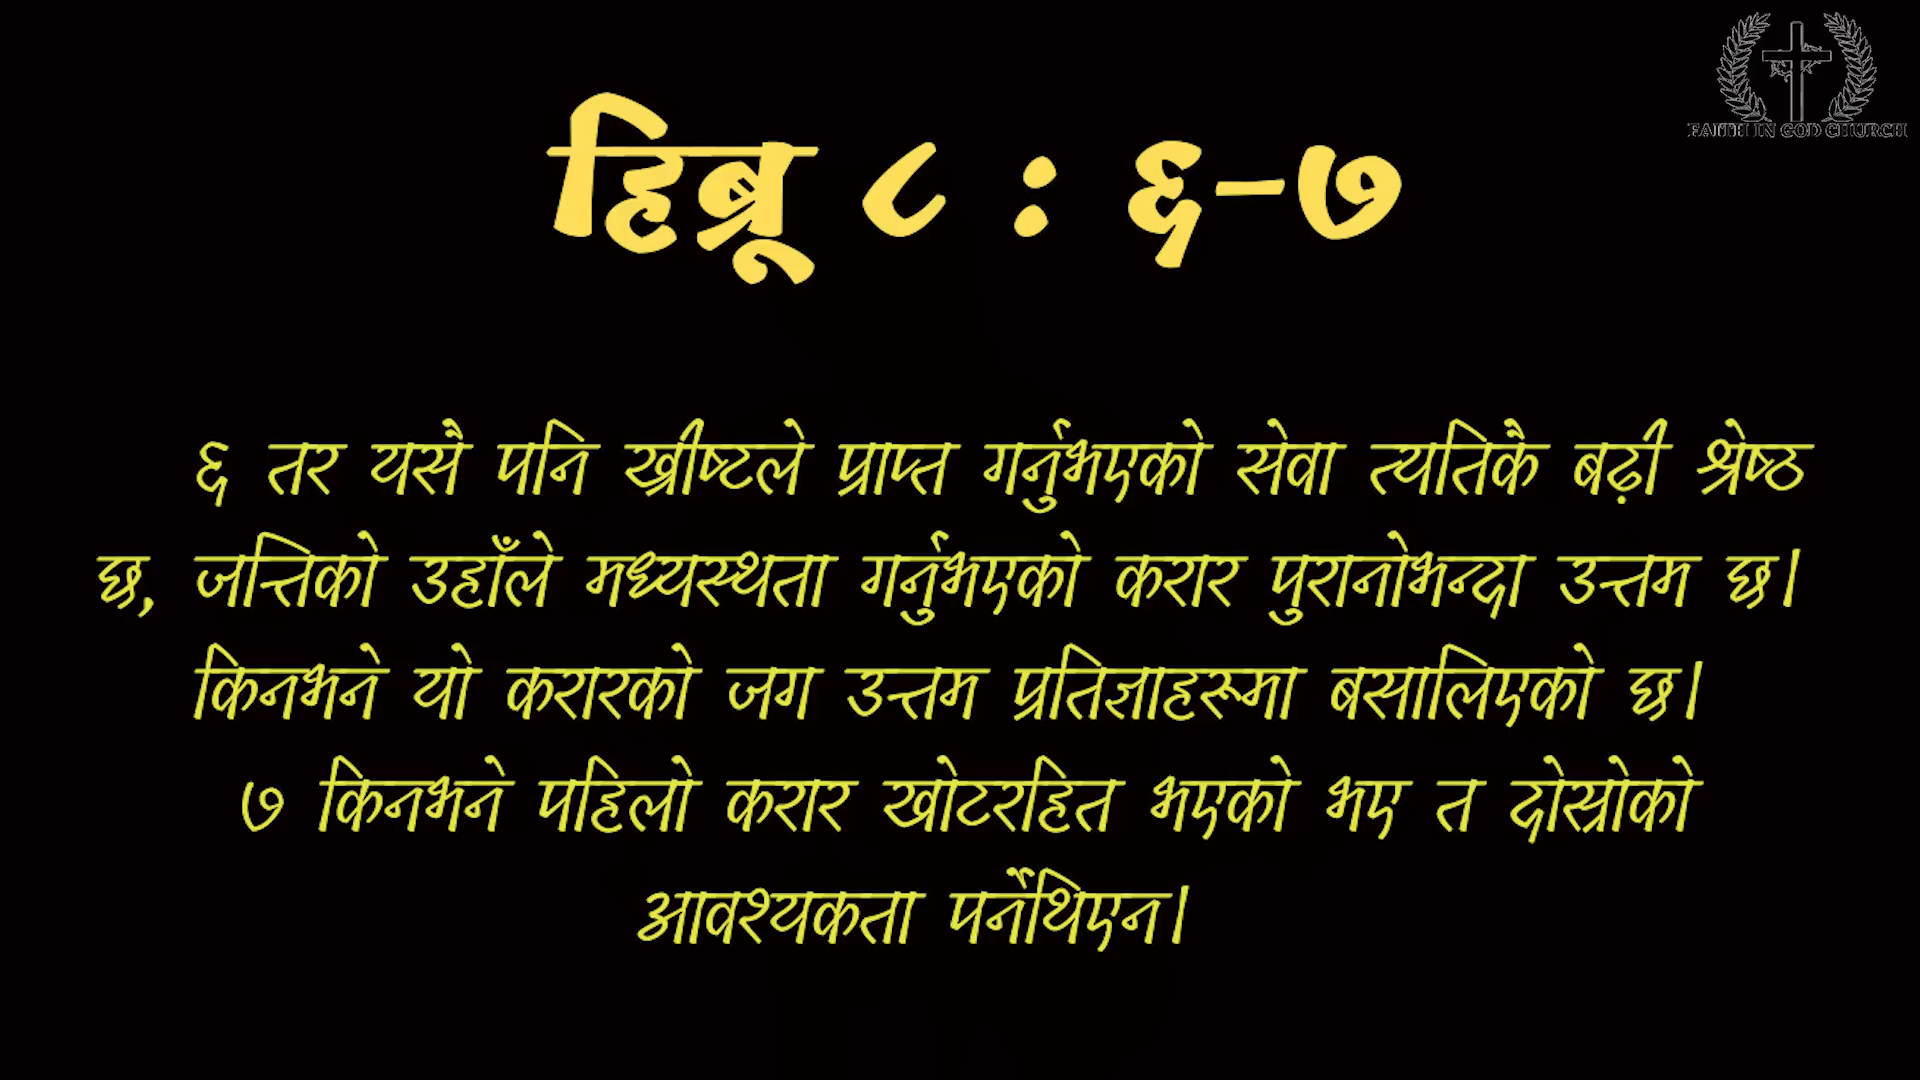 FAITH IN GOD CHURCH
हिब्रू ८ : ६-७
६ तर यसै पनि ख्रीष्टले प्राप्त गर्नुभएको सेवा त्यतिकै बढ़ी श्रेष्ठ
छ, जत्तिको उहाँले मध्यस्थता गर्नुभएको करार पुरानोभन्दा उत्तम छ।
किनभने यो करारको जग उत्तम प्रतिज्ञाहरूमा बसालिएको छ।
७ किनभने पहिलो करार खोटरहित भएको भए त दोस्रोको
आवश्यकता पर्नेथिएन।